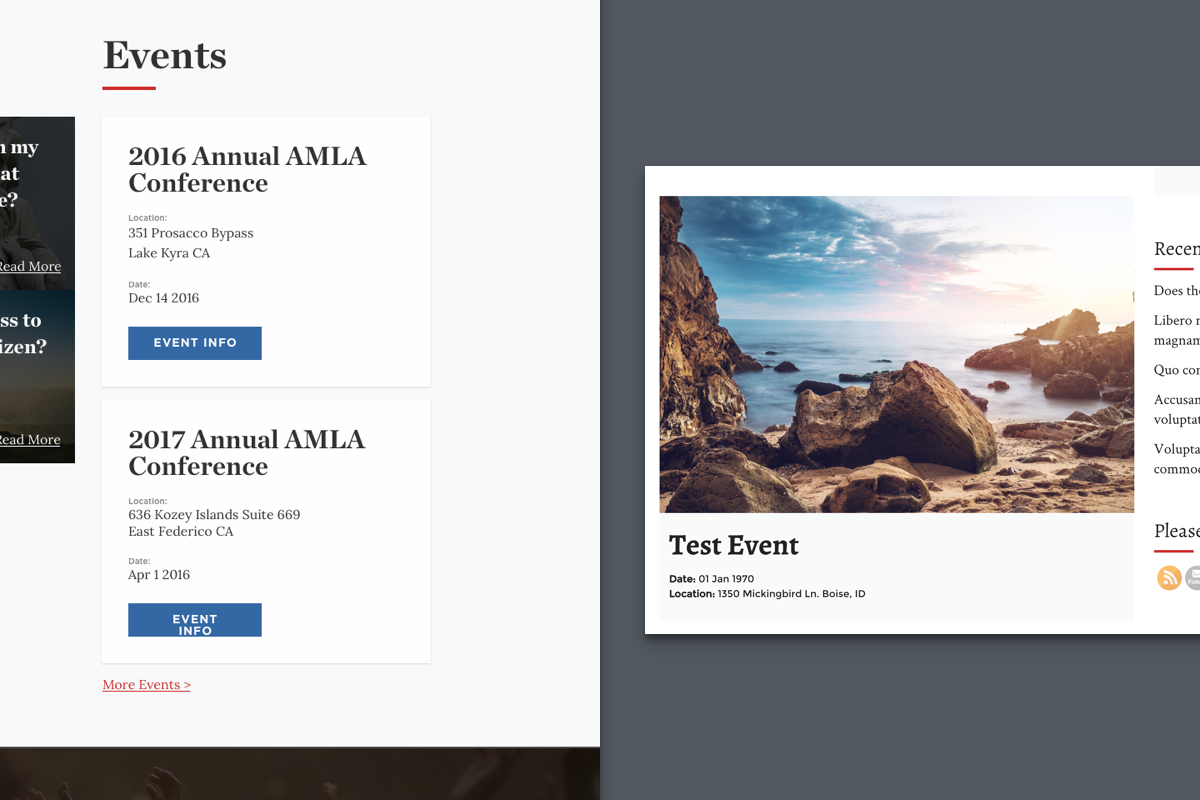 Events
my
at
e?
Read More
ss to
izen?
Read More
2016 Annual AMLA
Conference
Location:
351 Prosacco Bypass
Lake Kyra CA
Date:
Dec 14 2016
EVENT INFO
2017 Annual AMLA
Conference
Location:
636 Kozey Islands Suite 669
East Federico CA
Date:
Apr 1 2016
EVENT
INFO
More Events >
Test Event
Date: 01 Jan 1970
Location: 1350 Mickingbird Ln. Boise, ID
Recen
Does the
Libero
magnam
Quo con
Accusan
voluptat
Volupta
commod
Please